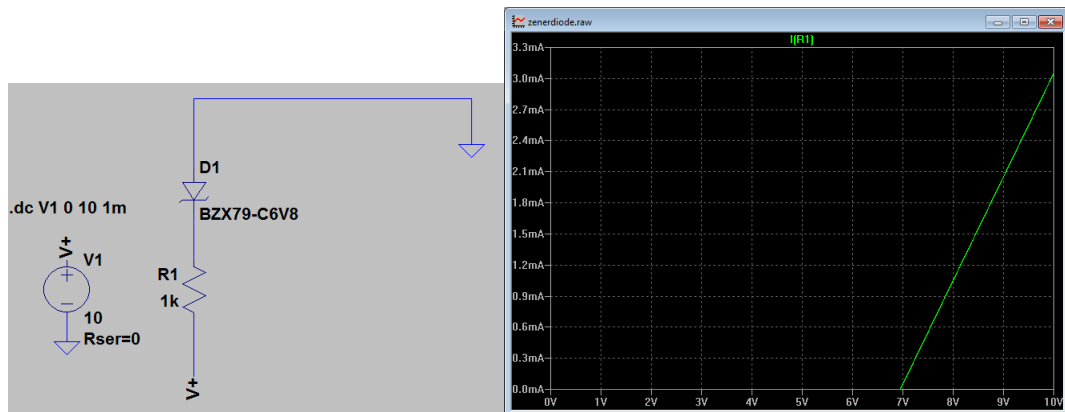 D1
BZX79-C6V8
.dc V1 0 10 1m
V+
V1
10
Rser=0
R1
1k
V+
zenerdiode.raw
I(R1)
3.3mA
3.0mA
2.7mA
2.4mA
2.1mA
1.8mA
1.5mA
1.2mA
0.9mA
0.6mA
0.3mA
0.0mA
0V 1V 2V 3V 4V 5V 6V 7V 8V 9V 10V